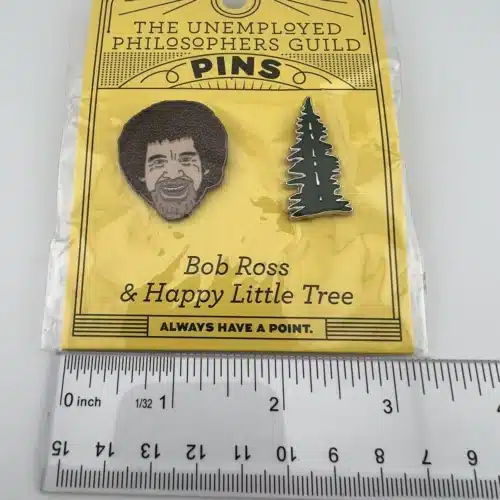 THE UNEMPLOYED
PHILOSOPHERS GUILD
PINS
Bob Ross
& Happy Little Tree
ALWAYS HAVE A POINT.
0 inch 1/32 1 2 3 4
15 14 13 12 11 10 9 8 7 6